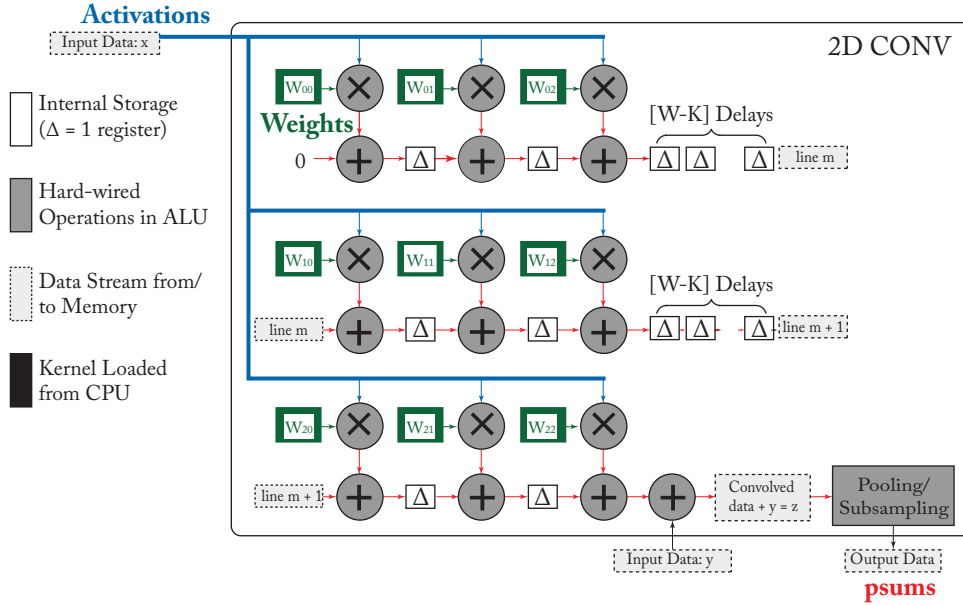 Activations
Input Data: x
2D CONV
Internal Storage
(Δ = 1 register)
Hard-wired
Operations in ALU
Data Stream from/
to Memory
Kernel Loaded
from CPU
W00
W01
W02
Weights
[W-K] Delays
0
Δ
Δ
Δ
Δ
Δ
line m
W10
W11
W12
[W-K] Delays
line m
Δ
Δ
Δ
Δ
Δ
line m + 1
W20
W21
W22
line m + 1
Δ
Δ
Convolved
data + y = z
Pooling/
Subsampling
Input Data: y
Output Data
psums